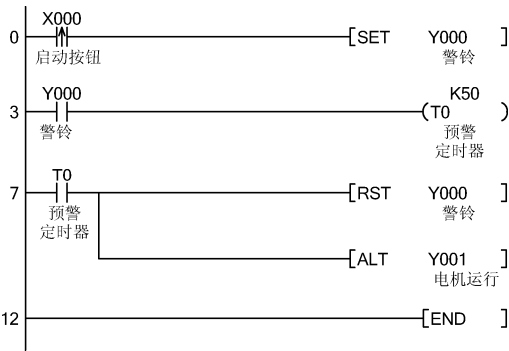 X000
0 [SET Y000 ]
启动按钮 警铃
Y000 K50
3 (T0 )
警铃 预警
定时器
T0
7 [RST Y000 ]
预警 警铃
定时器
[ALT Y001 ]
电机运行
12 [END ]